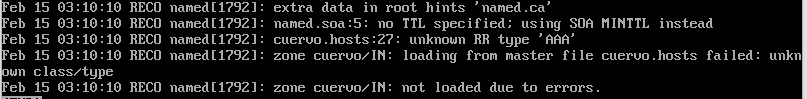 Feb 15 03:10:10 RECO named[1792]: extra data in root hints 'named.ca'
Feb 15 03:10:10 RECO named[1792]: named.soa:5: no TTL specified; using SOA MINTTL instead
Feb 15 03:10:10 RECO named[1792]: cuervo.hosts:27: unknown RR type 'AAA'
Feb 15 03:10:10 RECO named[1792]: zone cuervo/IN: loading from master file cuervo.hosts failed: unkn
own class/type
Feb 15 03:10:10 RECO named[1792]: zone cuervo/IN: not loaded due to errors.